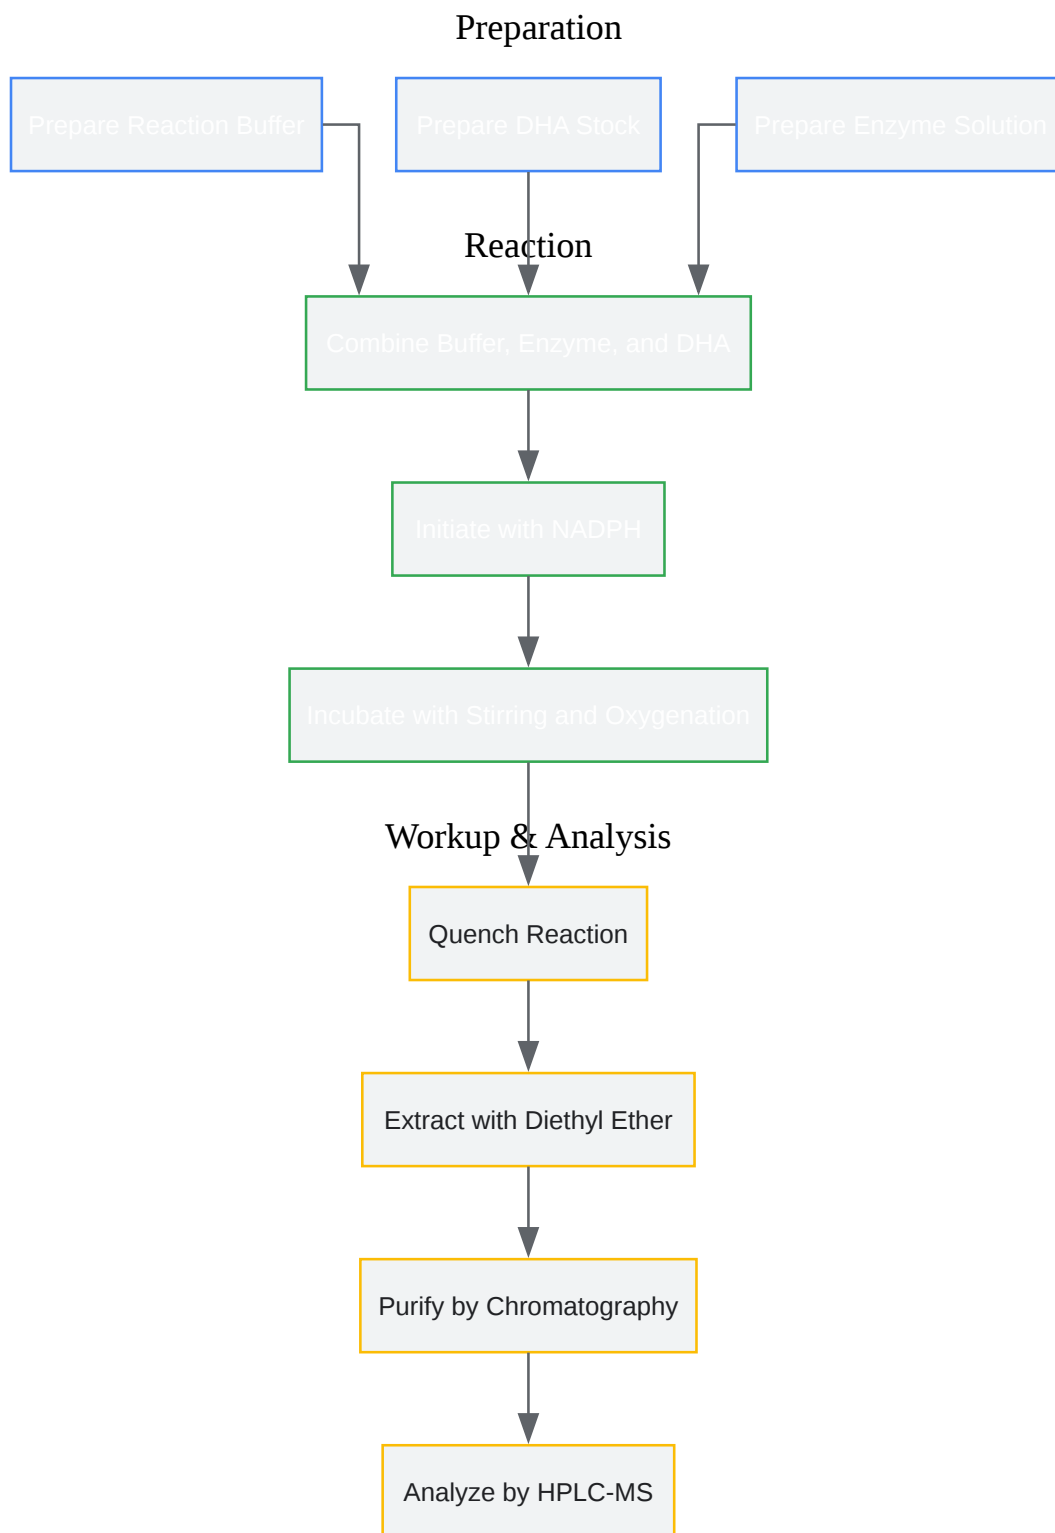 Preparation
Prepare Reaction Buffer
Prepare DHA Stock
Prepare Enzyme Solution
Reaction
Combine Buffer, Enzyme, and DHA
Initiate with NADPH
Incubate with Stirring and Oxygenation
Workup & Analysis
Quench Reaction
Extract with Diethyl Ether
Purify by Chromatography
Analyze by HPLC-MS